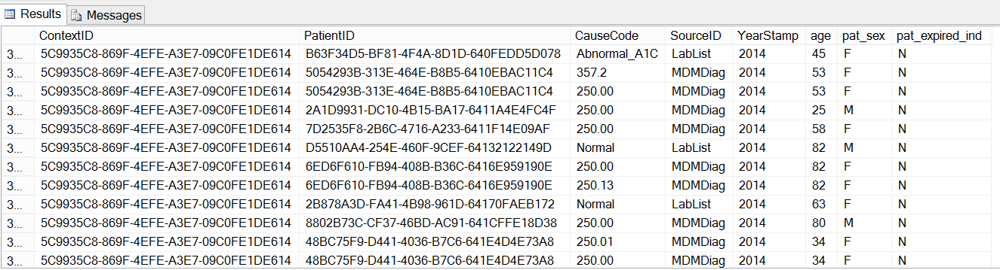 Results Messages
ContextID PatientID CauseCode SourceID YearStamp age pat_sex pat_expired_ind
3... 5C9935C8-869F-4EFE-A3E7-09C0FE1DE614 B63F34D5-BF81-4F4A-8D1D-640FEDD5D078 Abnormal_A1C LabList 2014 45 F N
3... 5C9935C8-869F-4EFE-A3E7-09C0FE1DE614 5054293B-313E-464E-B8B5-6410EBAC11C4 357.2 MDMDiag 2014 53 F N
3... 5C9935C8-869F-4EFE-A3E7-09C0FE1DE614 5054293B-313E-464E-B8B5-6410EBAC11C4 250.00 MDMDiag 2014 53 F N
3... 5C9935C8-869F-4EFE-A3E7-09C0FE1DE614 2A1D9931-DC10-4B15-BA17-6411A4E4FC4F 250.00 MDMDiag 2014 25 M N
3... 5C9935C8-869F-4EFE-A3E7-09C0FE1DE614 7D2535F8-2B6C-4716-A233-6411F14E09AF 250.00 MDMDiag 2014 58 F N
3... 5C9935C8-869F-4EFE-A3E7-09C0FE1DE614 D5510AA4-254E-460F-9CEF-64132122149D Normal LabList 2014 82 M N
3... 5C9935C8-869F-4EFE-A3E7-09C0FE1DE614 6ED6F610-FB94-408B-B36C-6416E959190E 250.00 MDMDiag 2014 82 F N
3... 5C9935C8-869F-4EFE-A3E7-09C0FE1DE614 6ED6F610-FB94-408B-B36C-6416E959190E 250.13 MDMDiag 2014 82 F N
3... 5C9935C8-869F-4EFE-A3E7-09C0FE1DE614 2B878A3D-FA41-4B98-961D-64170FAEB172 Normal LabList 2014 63 F N
3... 5C9935C8-869F-4EFE-A3E7-09C0FE1DE614 8802B73C-CF37-46BD-AC91-641CFFE18D38 250.00 MDMDiag 2014 80 M N
3... 5C9935C8-869F-4EFE-A3E7-09C0FE1DE614 48BC75F9-D441-4036-B7C6-641E4D4E73A8 250.01 MDMDiag 2014 34 F N
3... 5C9935C8-869F-4EFE-A3E7-09C0FE1DE614 48BC75F9-D441-4036-B7C6-641E4D4E73A8 250.00 MDMDiag 2014 34 F N